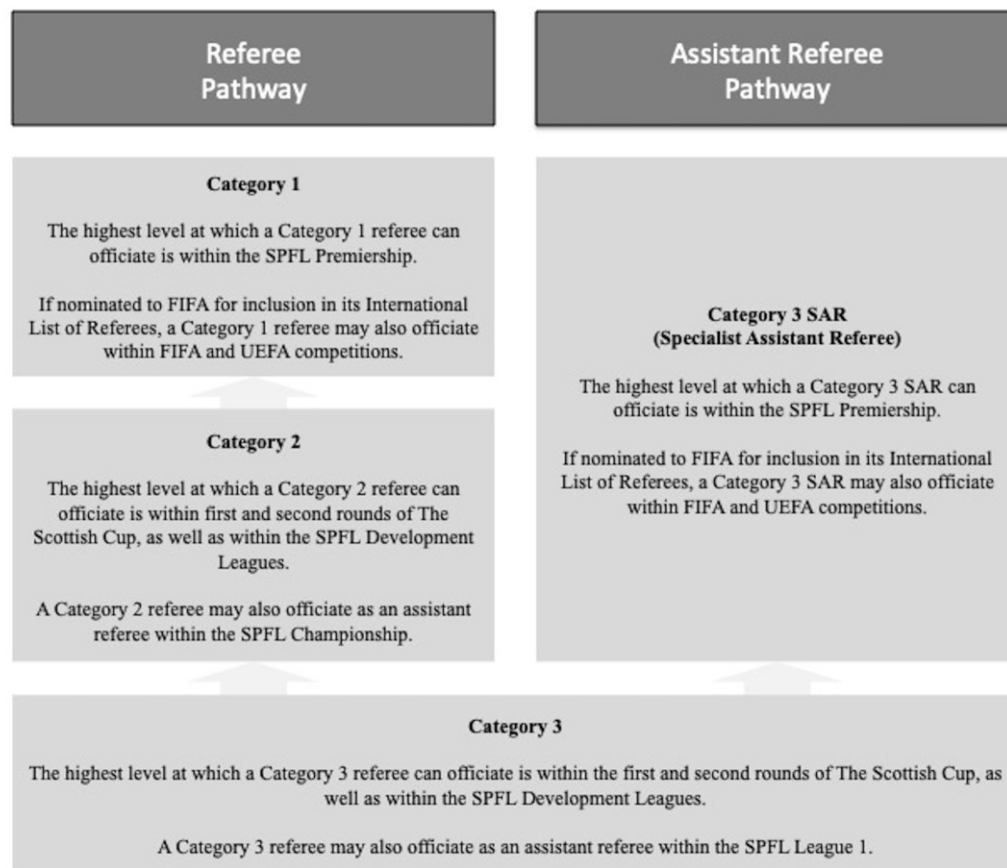 Referee
Pathway
Assistant Referee
Pathway
Category 1
The highest level at which a Category 1 referee can
officiate is within the SPFL Premiership.
If nominated to FIFA for inclusion in its International
List of Referees, a Category 1 referee may also officiate
within FIFA and UEFA competitions.
Category 2
The highest level at which a Category 2 referee can
officiate is within first and second rounds of The
Scottish Cup, as well as within the SPFL Development
Leagues.
A Category 2 referee may also officiate as an assistant
referee within the SPFL Championship.
Category 3 SAR
(Specialist Assistant Referee)
The highest level at which a Category 3 SAR can
officiate is within the SPFL Premiership.
If nominated to FIFA for inclusion in its International
List of Referees, a Category 3 SAR may also officiate
within FIFA and UEFA competitions.
Category 3
The highest level at which a Category 3 referee can officiate is within the first and second rounds of The Scottish Cup, as
well as within the SPFL Development Leagues.
A Category 3 referee may also officiate as an assistant referee within the SPFL League 1.